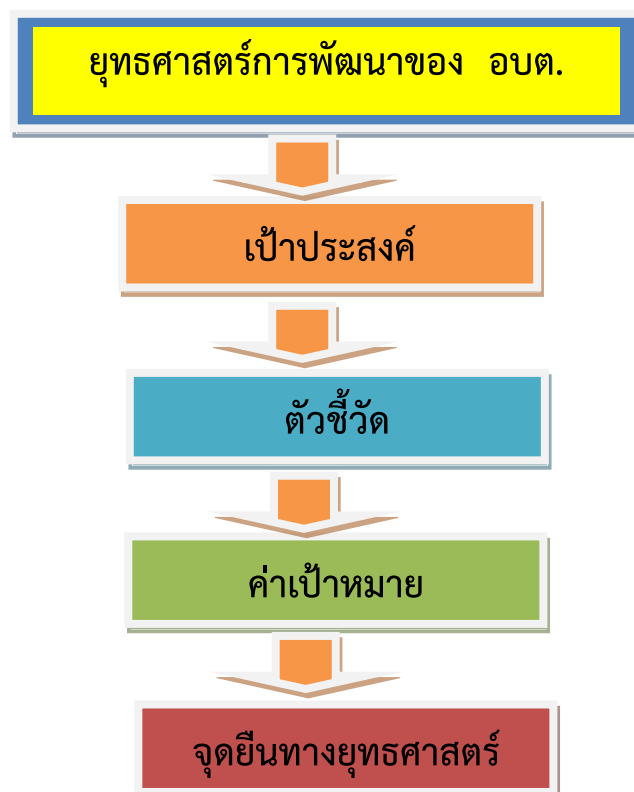 ยุทธศาสตร์การพัฒนาของ อบต.
เป้าประสงค์
ตัวชี้วัด
ค่าเป้าหมาย
จุดยืนทางยุทธศาสตร์